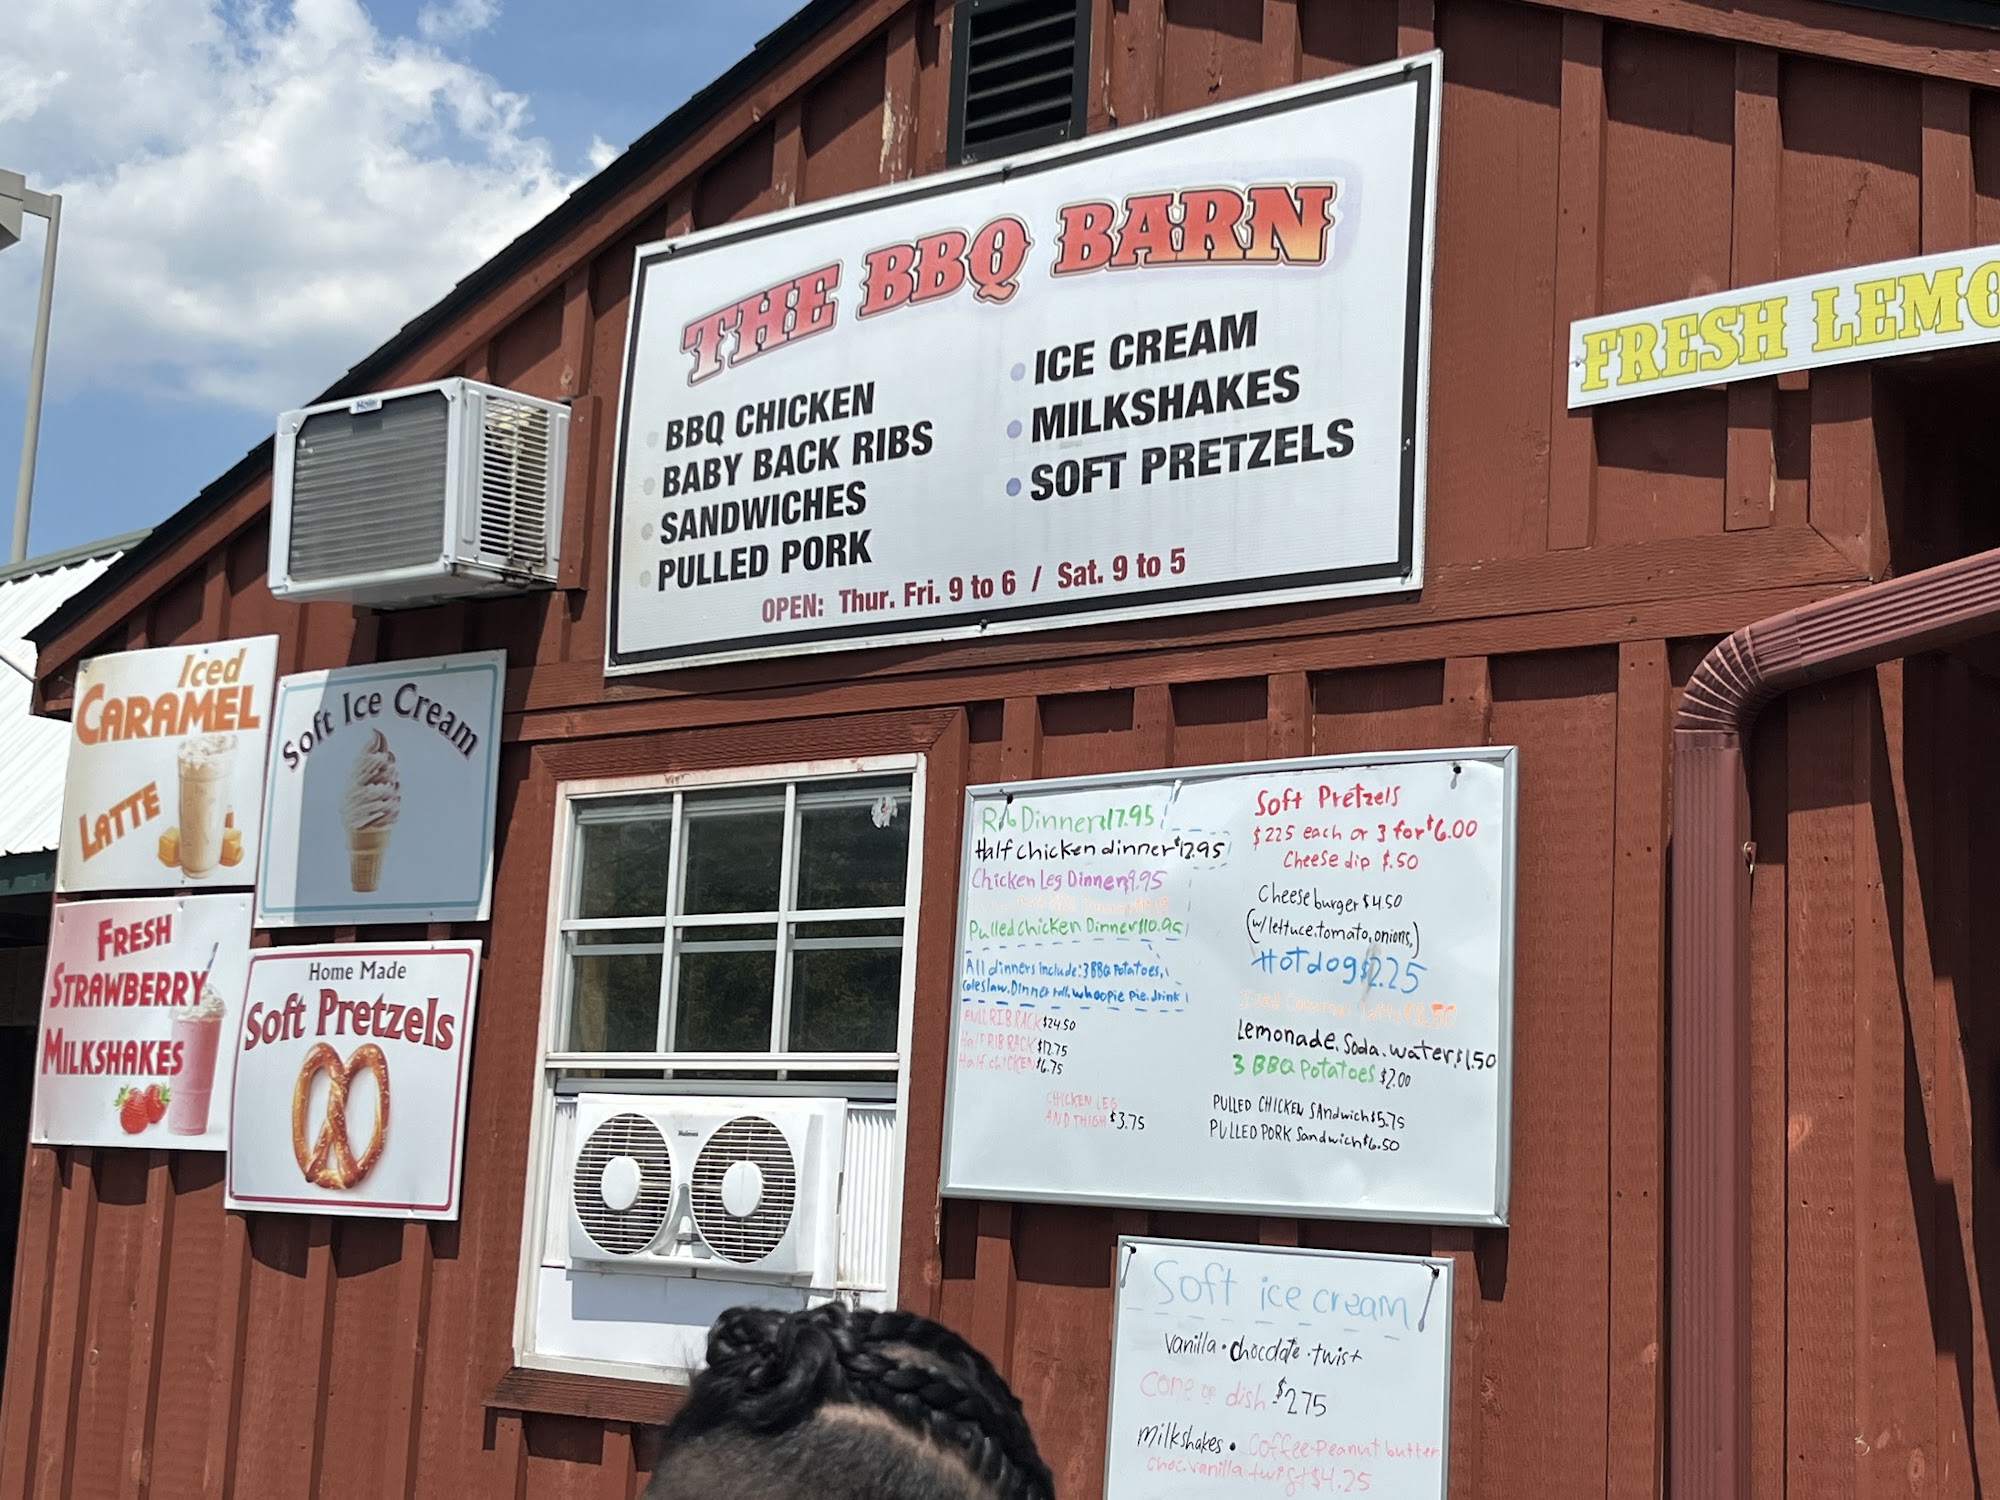 THE BBQ BARN
BBQ CHICKEN
BABY BACK RIBS
SANDWICHES
PULLED PORK
ICE CREAM
MILKSHAKES
SOFT PRETZELS
OPEN: Thur. Fri. 9 to 6 / Sat. 9 to 5
FRESH LEMO
Haier
Iced
CARAMEL
LATTE
Soft Ice Cream
FRESH
STRAWBERRY
MILKSHAKES
Home Made
Soft Pretzels
Holmes
Rib Dinner $17.95
Half chicken dinner $12.95
Chicken Leg Dinner $9.95
Pulled chicken Dinner $10.95
All dinners include: 3 BBQ Potatoes,
coleslaw, Dinner roll, whoopie pie, drink
FULL RIB RACK $24.50
Half RIB RACK $12.75
Half chicken $6.75
CHICKEN LEG
AND THIGH $3.75
Soft Pretzels
$2.25 each or 3 for $6.00
Cheese dip $.50
Cheeseburger $4.50
(w/lettuce, tomato, onions,)
Hotdog $2.25
Lemonade, Soda, water $1.50
3 BBQ Potatoes $2.00
PULLED CHICKEN Sandwich $5.75
PULLED PORK Sandwich $6.50
Soft ice cream
vanilla • chocolate • twist
Cone or dish $2.75
Milkshakes • Coffee-Peanut butter
choc. vanilla-twist $4.25